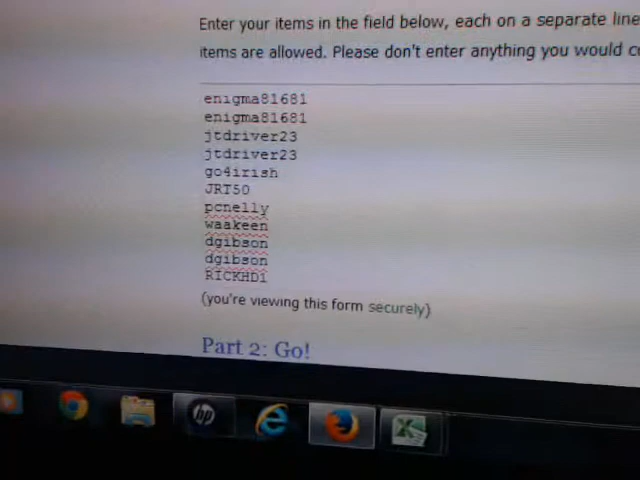 Enter your items in the field below, each on a separate line
items are allowed. Please don't enter anything you would
enigma81681
enigma81681
jtdriver23
jtdriver23
go4irish
JRT50
pcnelly
waakeen
dgibson
dgibson
RICKHD1
(you're viewing this form securely)
Part 2: Go!
hp